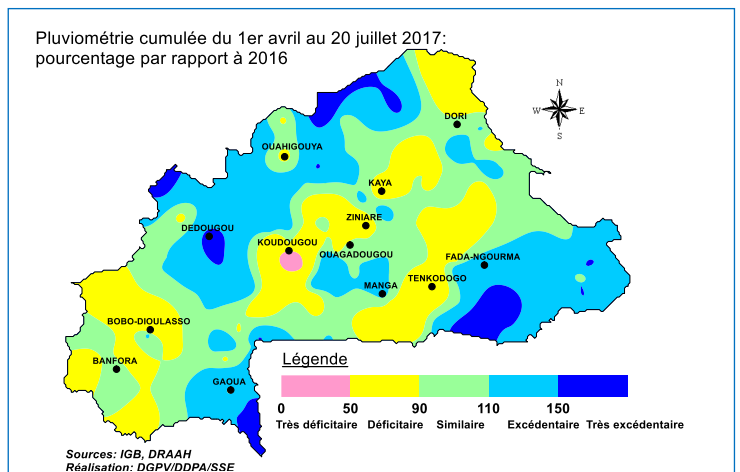 Pluviométrie cumulée du 1er avril au 20 juillet 2017:
pourcentage par rapport à 2016
N
W E
S
DORI
OUAHIGOUYA
KAYA
ZINIARE
DEDOUGOU
KOUDOUGOU
OUAGADOUGOU
FADA-NGOURMA
TENKODOGO
MANGA
BOBO-DIOULASSO
BANFORA
GAOUA
Légende
0 50 90 110 150
Très déficitaire Déficitaire Similaire Excédentaire Très excédentaire
Sources: IGB, DRAAH
Réalisation: DGPV/DDPA/SSE